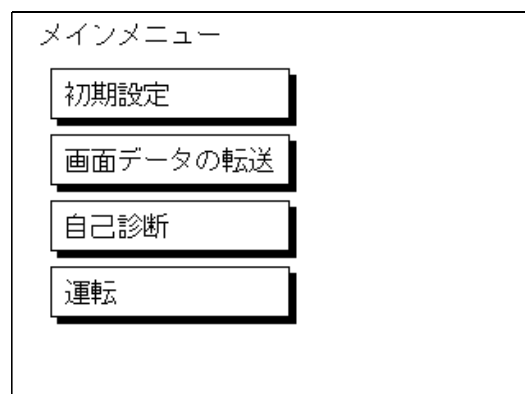 メインメニュー
初期設定
画面データの転送
自己診断
運転